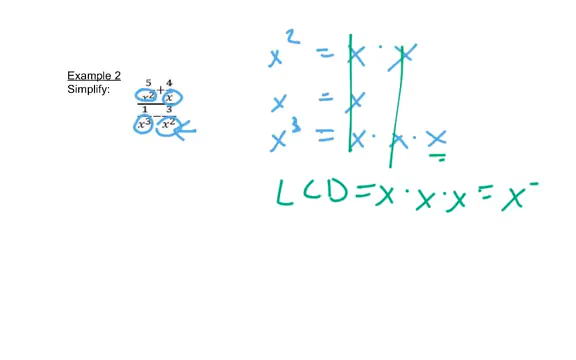 Example 2
Simplify:
5/x² + 4/x
1/x³ − 3/x²
x² = x · x
x = x
x³ = x · x · x
LCD = x · x · x = x